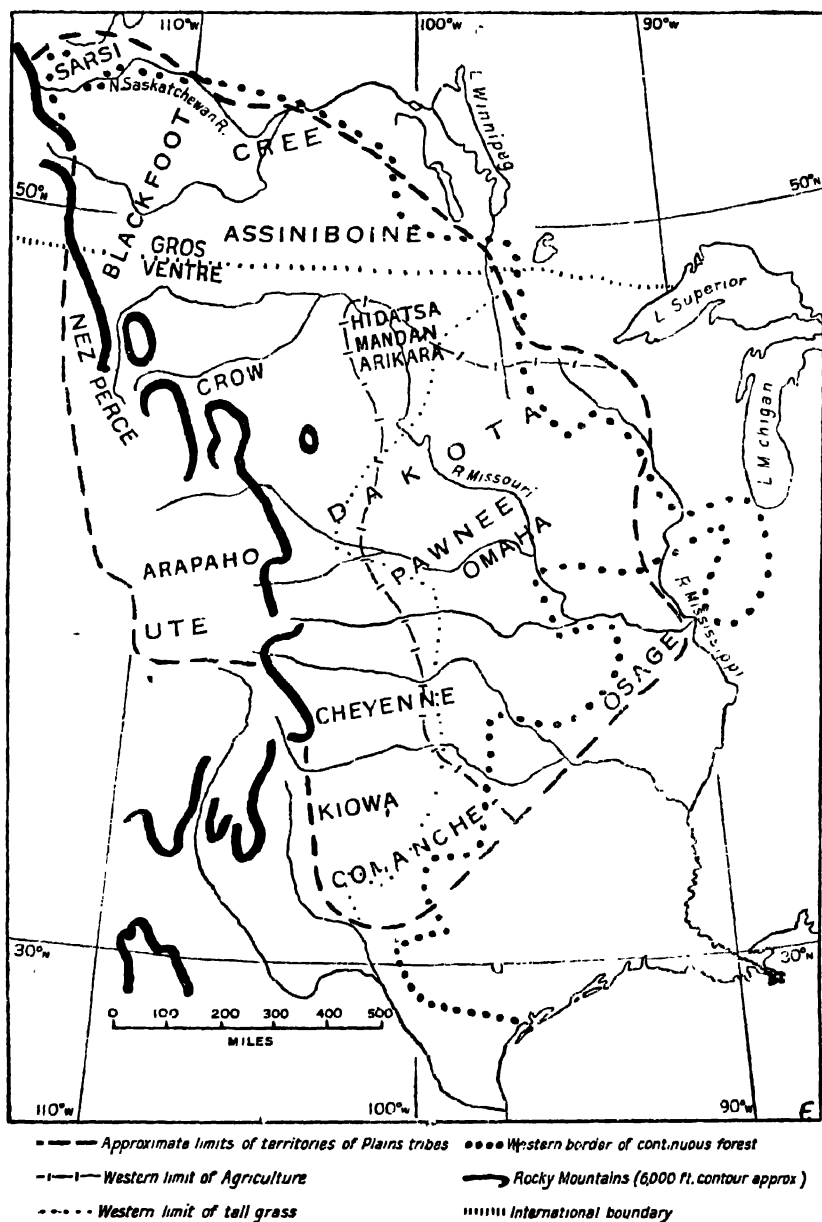 110°W
100°W
90°W
SARSI
N. Saskatchewan R.
L Winnipeg
CREE
BLACKFOOT
50°N
50°N
ASSINIBOINE
GROS
VENTRE
L Superior
HIDATSA
MANDAN
ARIKARA
NEZ PERCE
CROW
L Michigan
DAKOTA
R Missouri
PAWNEE
OMAHA
ARAPAHO
UTE
R Mississippi
OSAGE
CHEYENNE
KIOWA
COMANCHE
30°N
30°N
0 100 200 300 400 500
MILES
110°W
100°W
90°W
E
Approximate limits of territories of Plains tribes
Western border of continuous forest
Western limit of Agriculture
Rocky Mountains (6,000 ft. contour approx)
Western limit of tall grass
International boundary